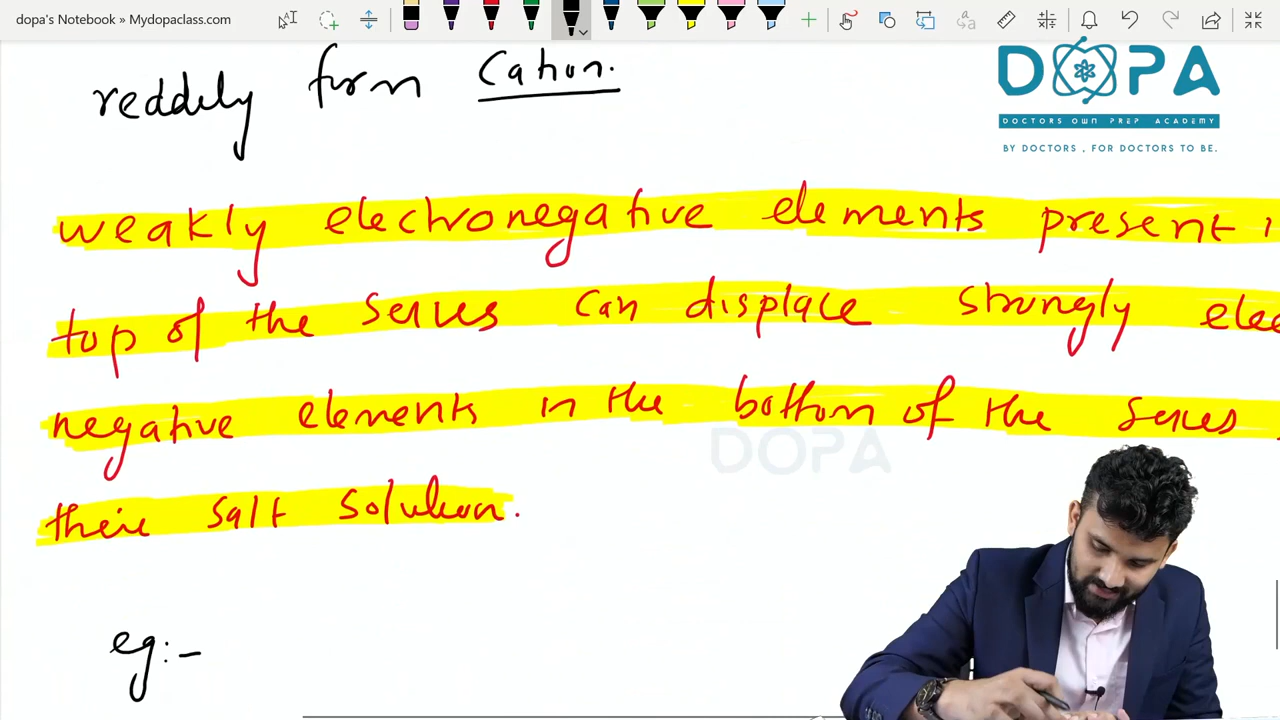 dopa's Notebook » Mydopaclass.com
DOPA
DOCTORS OWN PREP ACADEMY
BY DOCTORS , FOR DOCTORS TO BE.
reddily form Cation.
weakly electronegative elements present i
top of the series can displace strongly elec
negative elements in the bottom of the series
DOPA
their salt solution.
eg:-